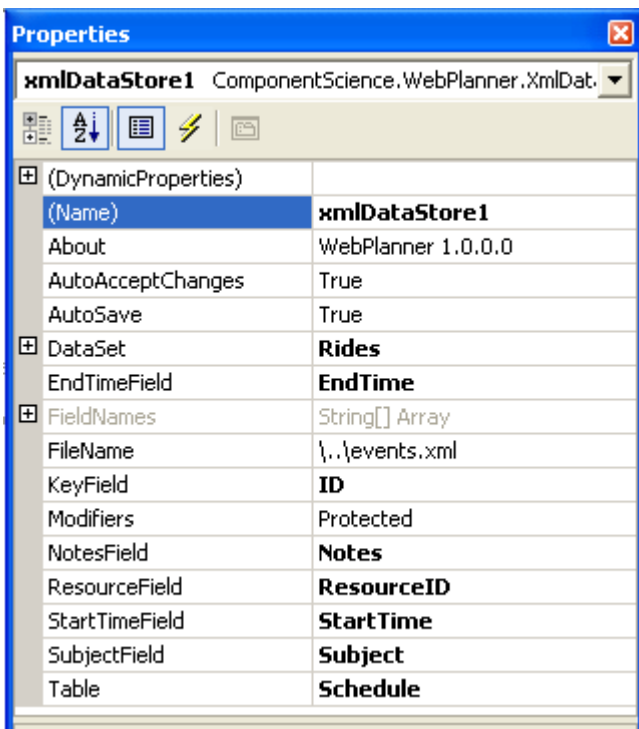 Properties
xmlDataStore1 ComponentScience.WebPlanner.XmlDat
(DynamicProperties)
(Name) xmlDataStore1
About WebPlanner 1.0.0.0
AutoAcceptChanges True
AutoSave True
DataSet Rides
EndTimeField EndTime
FieldNames String[] Array
FileName \..\events.xml
KeyField ID
Modifiers Protected
NotesField Notes
ResourceField ResourceID
StartTimeField StartTime
SubjectField Subject
Table Schedule